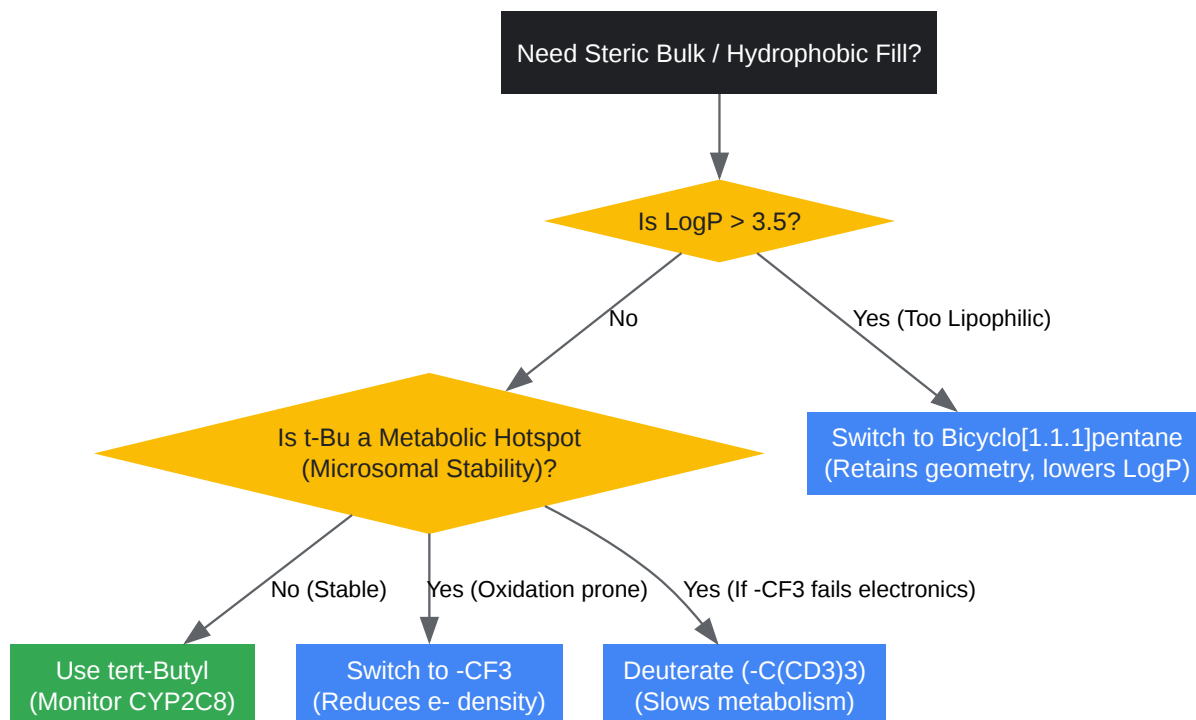 Need Steric Bulk / Hydrophobic Fill?
Is LogP > 3.5?
No
Yes (Too Lipophilic)
Is t-Bu a Metabolic Hotspot
(Microsomal Stability)?
Switch to Bicyclo[1.1.1]pentane
(Retains geometry, lowers LogP)
No (Stable)
Yes (Oxidation prone)
Yes (If -CF3 fails electronics)
Use tert-Butyl
(Monitor CYP2C8)
Switch to -CF3
(Reduces e- density)
Deuterate (-C(CD3)3)
(Slows metabolism)